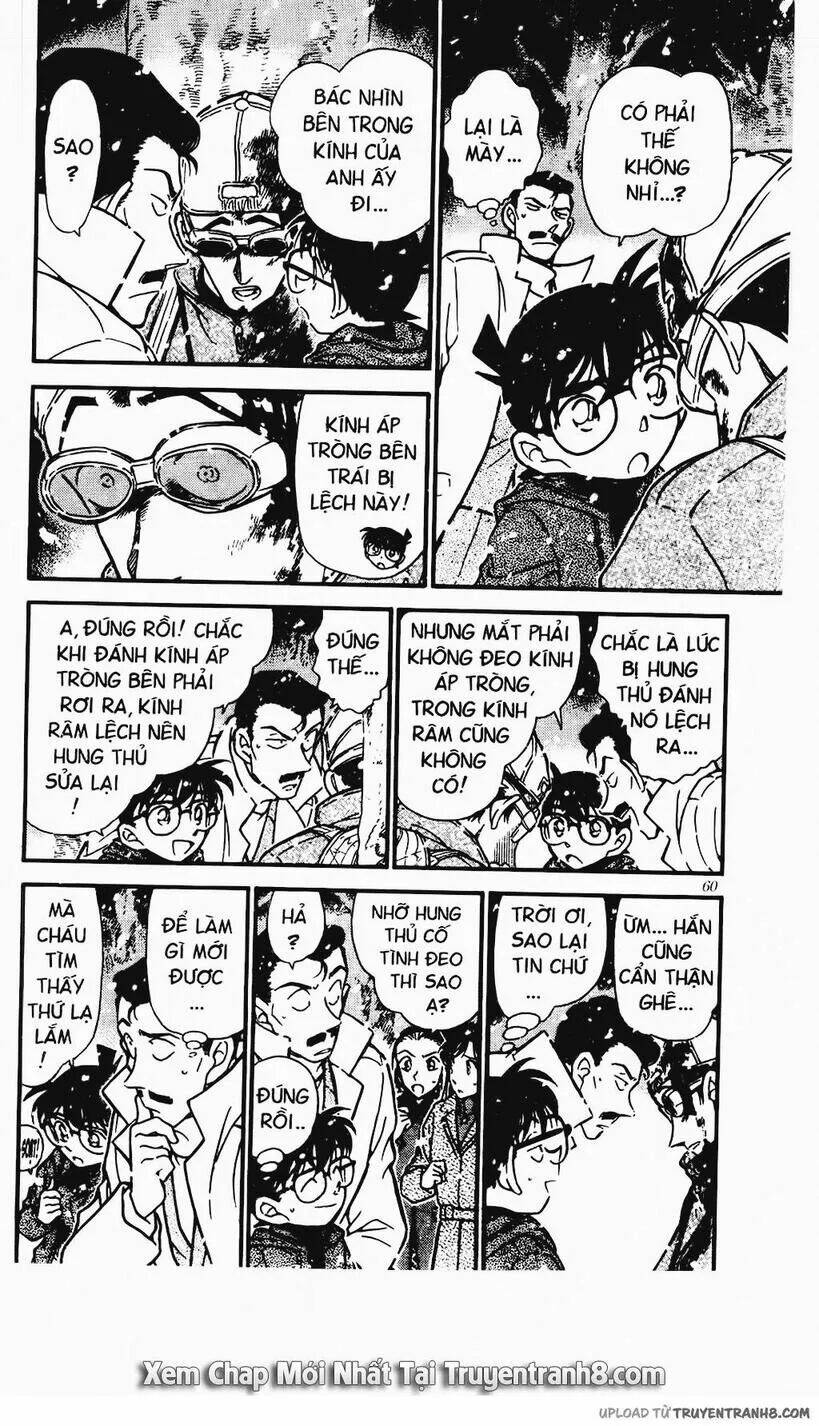 CÓ PHẢI
THẾ
KHÔNG
NHỈ...?
LẠI LÀ
MÀY...
BÁC NHÌN
BÊN TRONG
KÍNH CỦA
ANH ẤY
ĐI...
SAO
?
KÍNH ÁP
TRÒNG BÊN
TRÁI BỊ
LỆCH NÀY!
CHẮC LÀ LÚC
BỊ HUNG
THỦ ĐÁNH
NÓ LỆCH
RA...
NHƯNG MẮT PHẢI
KHÔNG ĐEO KÍNH
ÁP TRÒNG,
TRONG KÍNH
RÂM CŨNG
KHÔNG
CÓ!
ĐÚNG
THẾ...
A, ĐÚNG RỒI! CHẮC
KHI ĐÁNH KÍNH ÁP
TRÒNG BÊN PHẢI
RƠI RA, KÍNH
RÂM LỆCH NÊN
HUNG THỦ
SỬA LẠI
!
60
ỪM... HẮN
CŨNG
CẨN THẬN
GHÊ...
TRỜI ƠI,
SAO LẠI
TIN CHỨ
...
NHỠ HUNG
THỦ CỐ
TÌNH ĐEO
THÌ SAO
Ạ?
HẢ
?
ĐÚNG
RỒI..
ĐỂ LÀM
GÌ MỚI
ĐƯỢC
...
MÀ
CHÁU
TÌM
THẤY
THỨ LẠ
LẮM
!
Xem Chap Mới Nhất Tại Truyentranh8.com
UPLOAD TỪ TRUYENTRANH8.COM